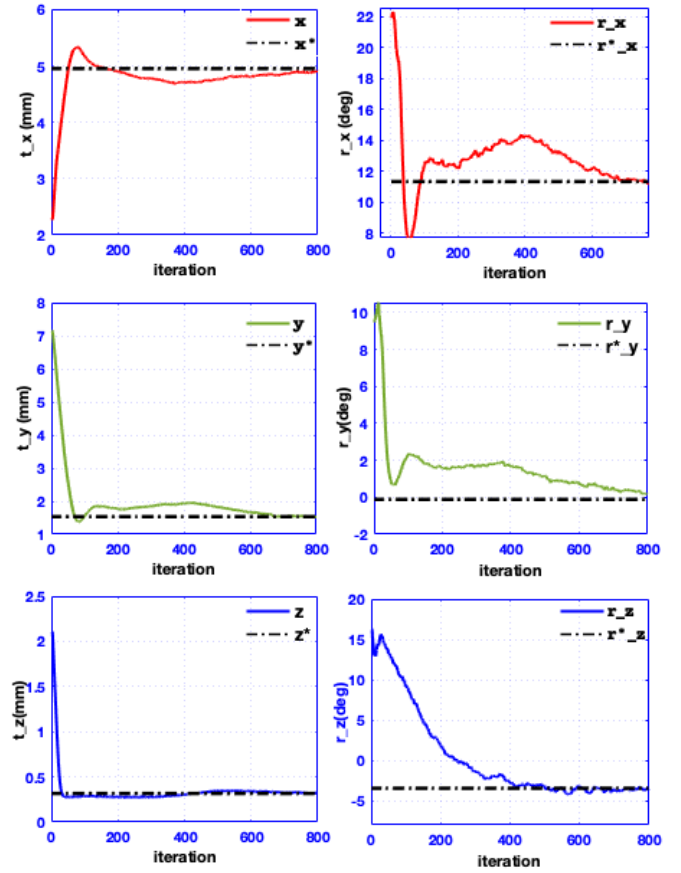 x
x*
6
5
4
3
2
t_x (mm)
0
200
400
600
800
iteration
r_x
r*_x
22
20
18
16
14
12
10
8
r_x (deg)
0
200
400
600
iteration
y
y*
8
7
6
5
4
3
2
1
t_y (mm)
0
200
400
600
800
iteration
r_y
r*_y
10
8
6
4
2
0
-2
r_y(deg)
0
200
400
600
800
iteration
z
z*
2.5
2
1.5
1
0.5
0
t_z(mm)
0
200
400
600
800
iteration
r_z
r*_z
20
15
10
5
0
-5
r_z(deg)
0
200
400
600
800
iteration